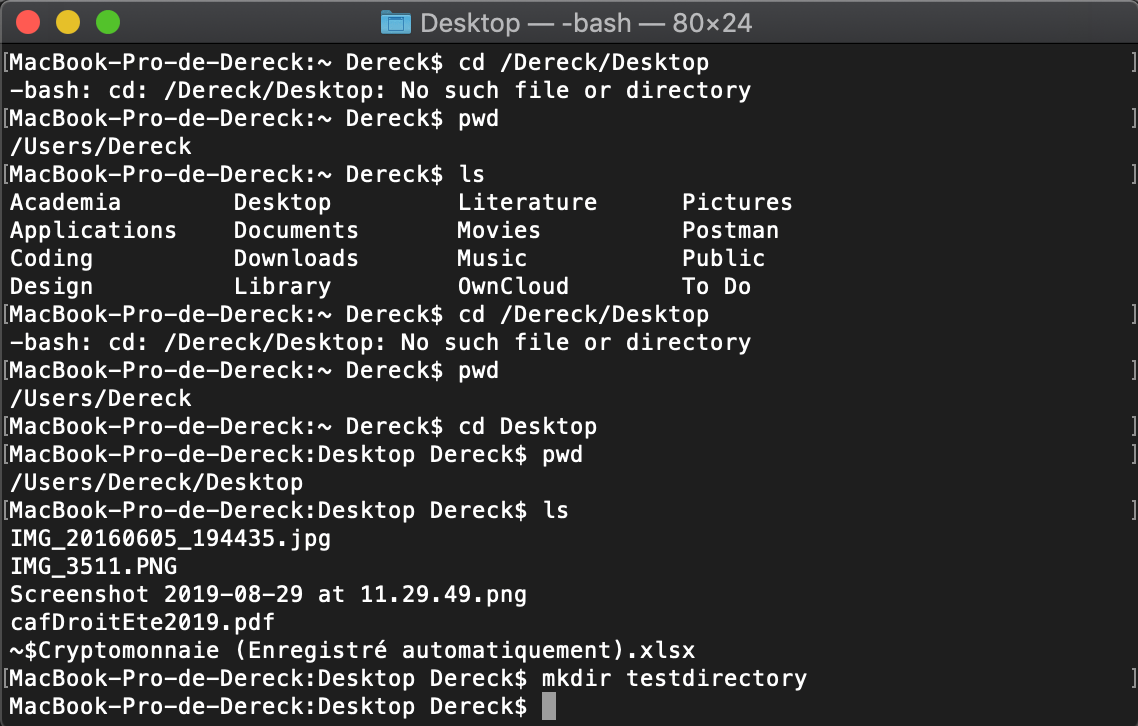 Desktop — -bash — 80×24
[MacBook-Pro-de-Dereck:~ Dereck$ cd /Dereck/Desktop ]
-bash: cd: /Dereck/Desktop: No such file or directory
[MacBook-Pro-de-Dereck:~ Dereck$ pwd ]
/Users/Dereck
[MacBook-Pro-de-Dereck:~ Dereck$ ls ]
Academia Desktop Literature Pictures
Applications Documents Movies Postman
Coding Downloads Music Public
Design Library OwnCloud To Do
[MacBook-Pro-de-Dereck:~ Dereck$ cd /Dereck/Desktop ]
-bash: cd: /Dereck/Desktop: No such file or directory
[MacBook-Pro-de-Dereck:~ Dereck$ pwd ]
/Users/Dereck
[MacBook-Pro-de-Dereck:~ Dereck$ cd Desktop ]
[MacBook-Pro-de-Dereck:Desktop Dereck$ pwd ]
/Users/Dereck/Desktop
[MacBook-Pro-de-Dereck:Desktop Dereck$ ls ]
IMG_20160605_194435.jpg
IMG_3511.PNG
Screenshot 2019-08-29 at 11.29.49.png
cafDroitEte2019.pdf
~$Cryptomonnaie (Enregistré automatiquement).xlsx
[MacBook-Pro-de-Dereck:Desktop Dereck$ mkdir testdirectory ]
MacBook-Pro-de-Dereck:Desktop Dereck$